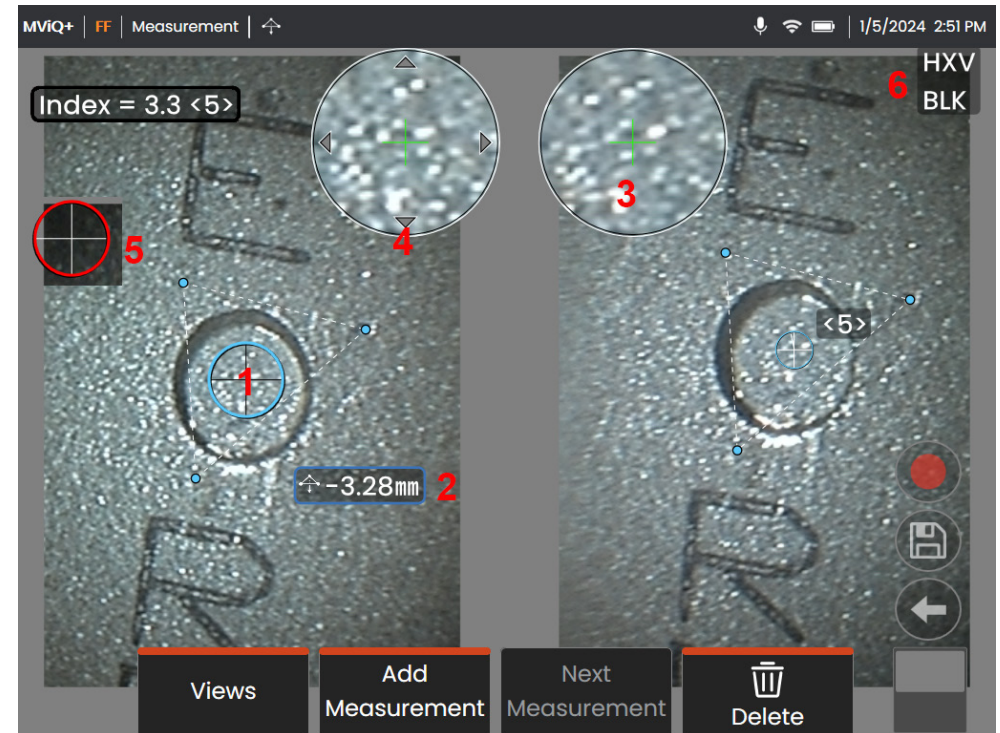 MViQ+ | FF | Measurement
1/5/2024 2:51 PM
Index = 3.3 <5>
HXV
BLK
6
3
4
5
E
E
<5>
1
-3.28mm
2
O
O
R
R
Views
Add
Measurement
Next
Measurement
Delete